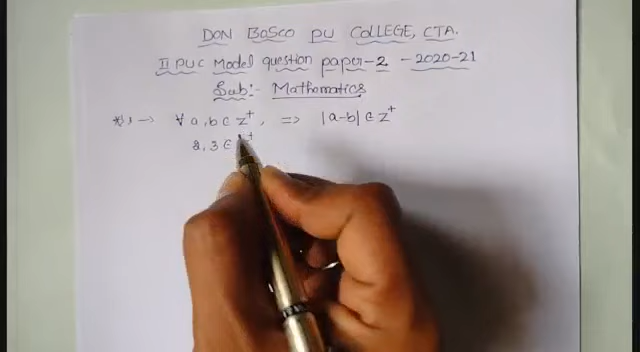 DON BOSCO PU COLLEGE, CTA.
II PUC Model question paper-2 - 2020-21
Sub:- Mathematics
∀ a, b ∈ z⁺, ⇒ |a-b| ∈ z⁺
2, 3 ∈